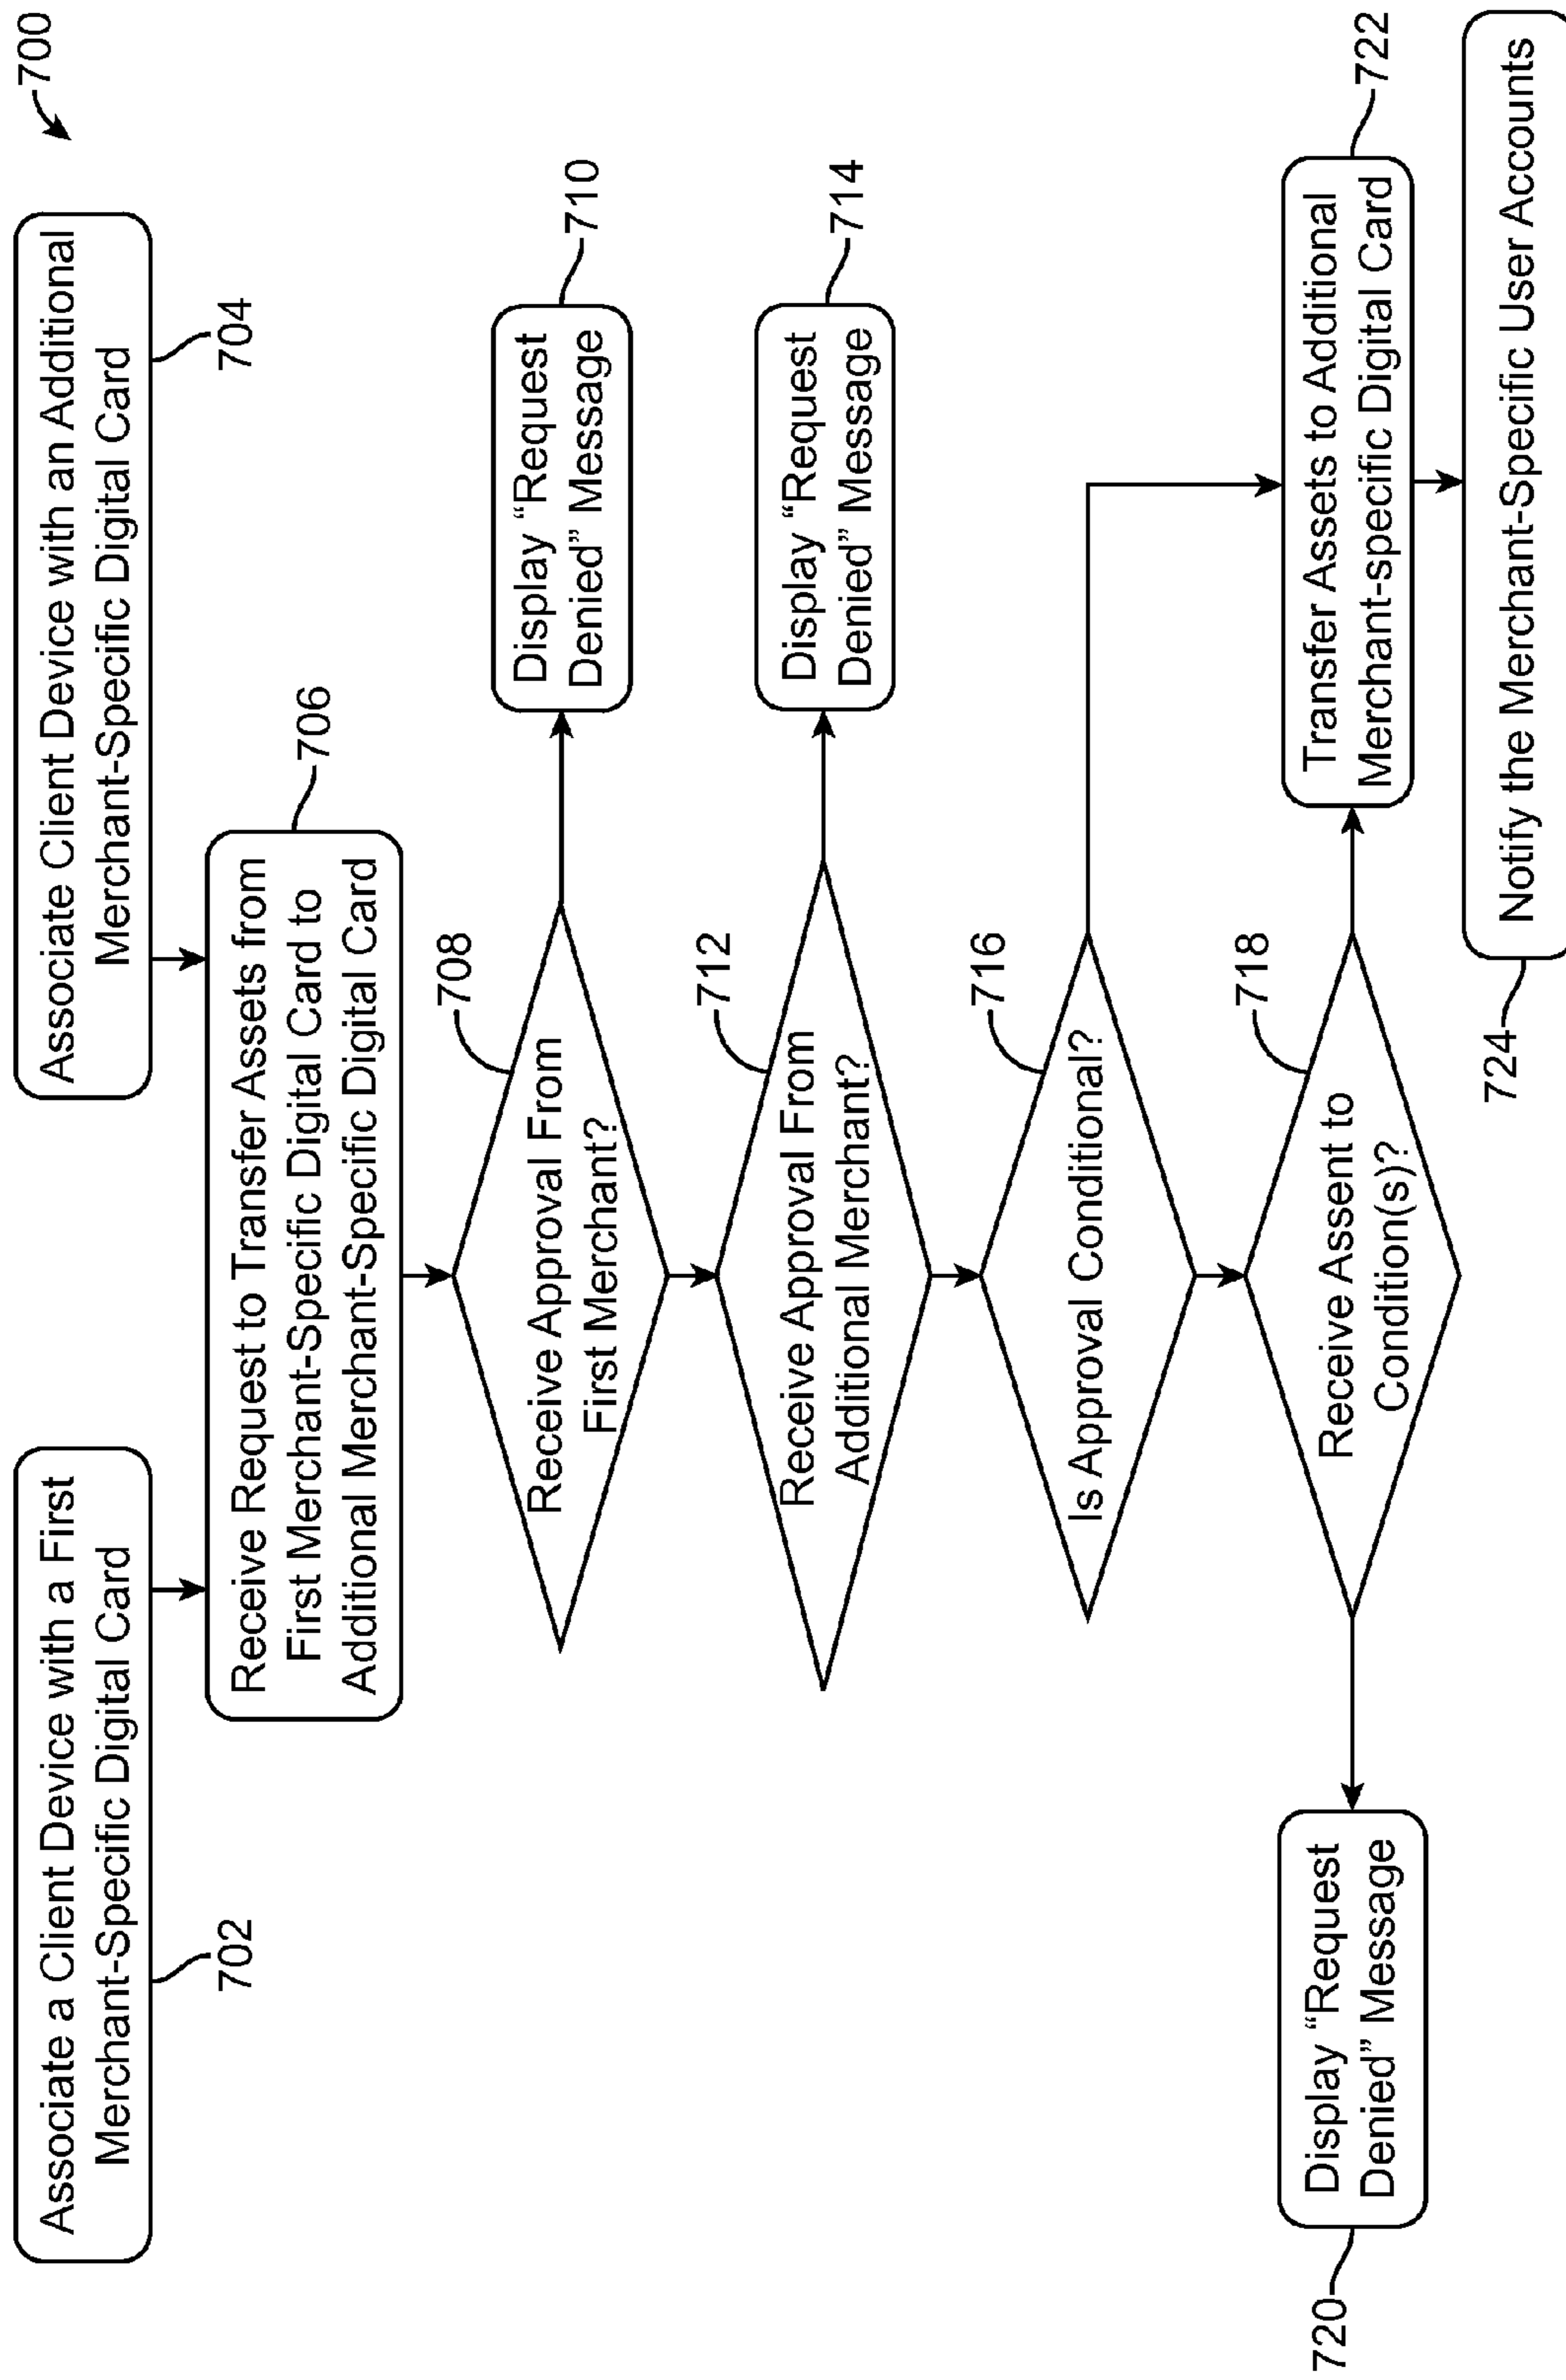 700
Associate a Client Device with a First
Merchant-Specific Digital Card
702
Associate Client Device with an Additional
Merchant-Specific Digital Card
704
Receive Request to Transfer Assets from
First Merchant-Specific Digital Card to
Additional Merchant-Specific Digital Card
706
Receive Approval From
First Merchant?
708
Display “Request
Denied” Message
710
Receive Approval From
Additional Merchant?
712
Display “Request
Denied” Message
714
Is Approval Conditional?
716
Receive Assent to
Condition(s)?
718
Display “Request
Denied” Message
720
Transfer Assets to Additional
Merchant-specific Digital Card
722
Notify the Merchant-Specific User Accounts
724